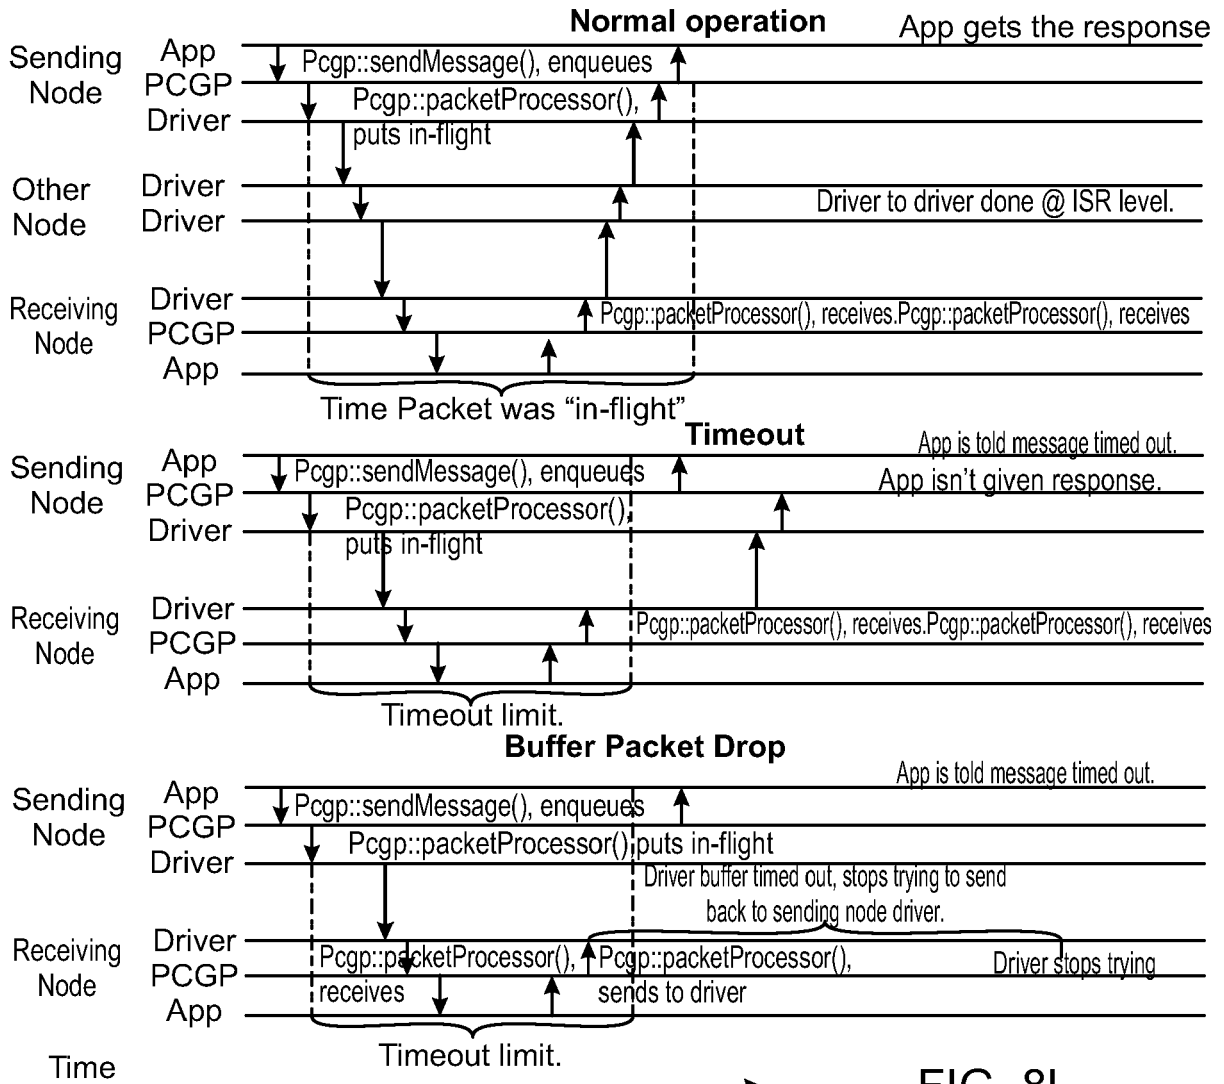 Normal operation
App gets the response
Sending
Node
App
Pcgp::sendMessage(), enqueues
PCGP
Pcgp::packetProcessor(),
Driver
puts in-flight
Other
Node
Driver
Driver to driver done @ ISR level.
Driver
Receiving
Node
Driver
Pcgp::packetProcessor(), receives.Pcgp::packetProcessor(), receives
PCGP
App
Time Packet was “in-flight”
Timeout
App is told message timed out.
Sending
Node
App
Pcgp::sendMessage(), enqueues
App isn’t given response.
PCGP
Pcgp::packetProcessor(),
Driver
puts in-flight
Receiving
Node
Driver
Pcgp::packetProcessor(), receives.Pcgp::packetProcessor(), receives
PCGP
App
Timeout limit.
Buffer Packet Drop
App is told message timed out.
Sending
Node
App
Pcgp::sendMessage(), enqueues
PCGP
Pcgp::packetProcessor(),puts in-flight
Driver
Driver buffer timed out, stops trying to send
back to sending node driver.
Receiving
Node
Driver
Pcgp::packetProcessor(),
receives
Pcgp::packetProcessor(),
sends to driver
Driver stops trying
PCGP
App
Timeout limit.
Time